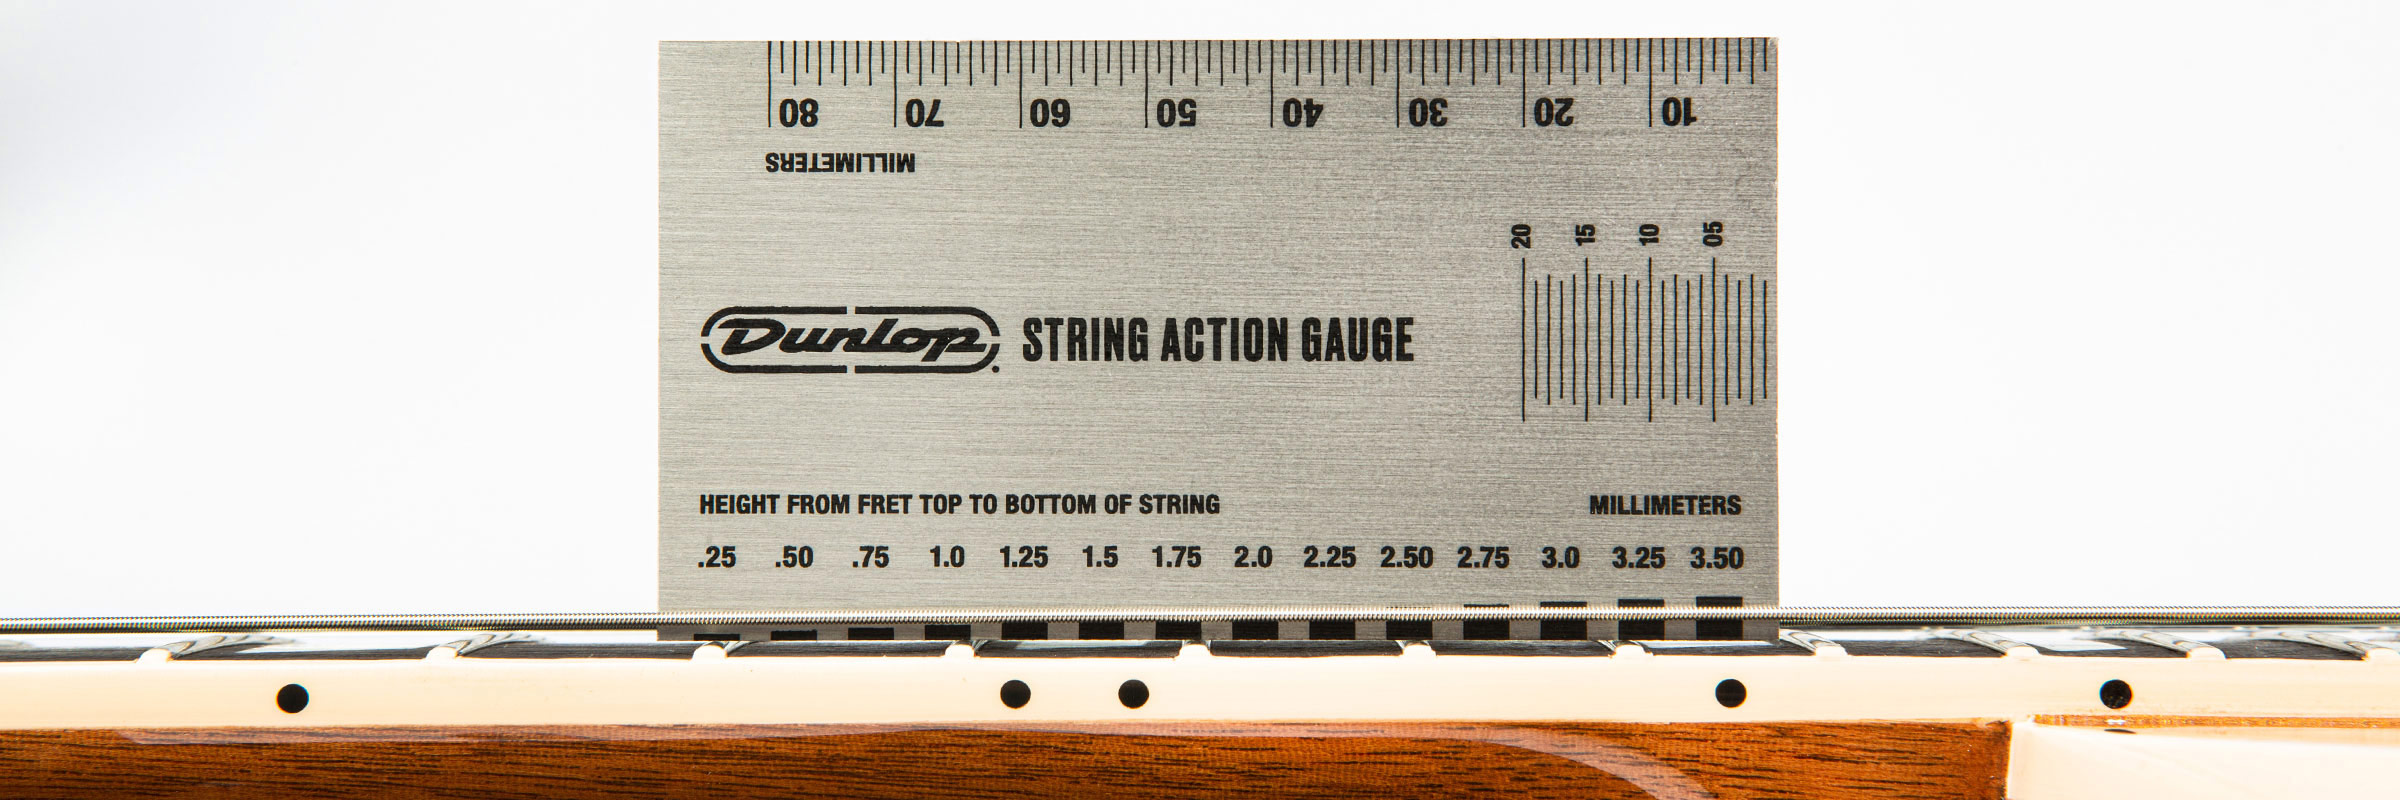 80 70 60 50 40 30 20 10
MILLIMETERS
20 15 10 05
Dunlop STRING ACTION GAUGE
HEIGHT FROM FRET TOP TO BOTTOM OF STRING MILLIMETERS
.25 .50 .75 1.0 1.25 1.5 1.75 2.0 2.25 2.50 2.75 3.0 3.25 3.50